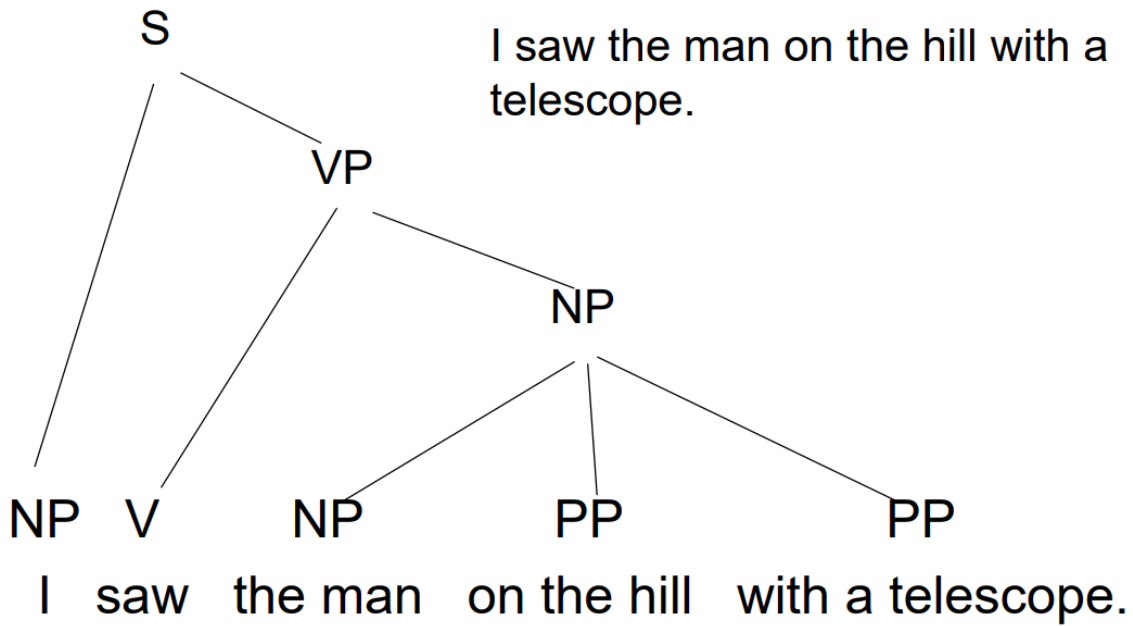 S
I saw the man on the hill with a
telescope.
VP
NP
NP V NP PP PP
I saw the man on the hill with a telescope.